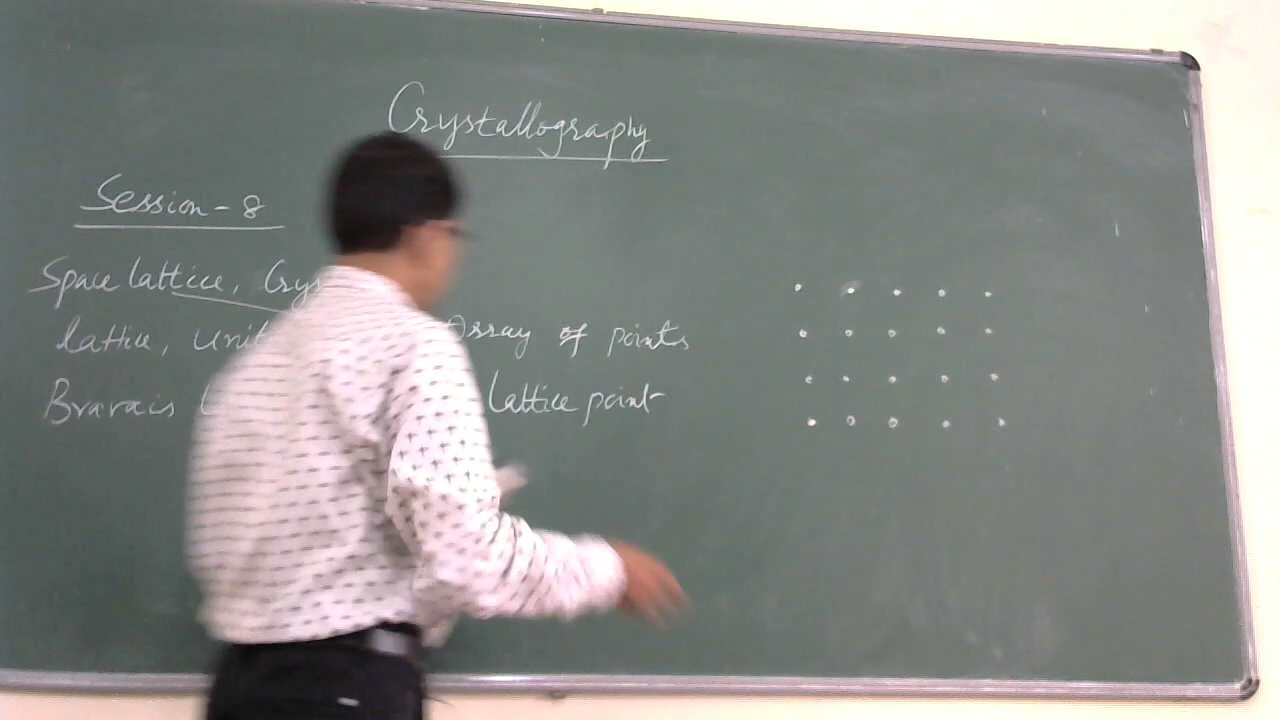 Crystallography
Session - 8
Space lattice, Crys
lattice, Unit
Array of points
Bravais
Lattice point